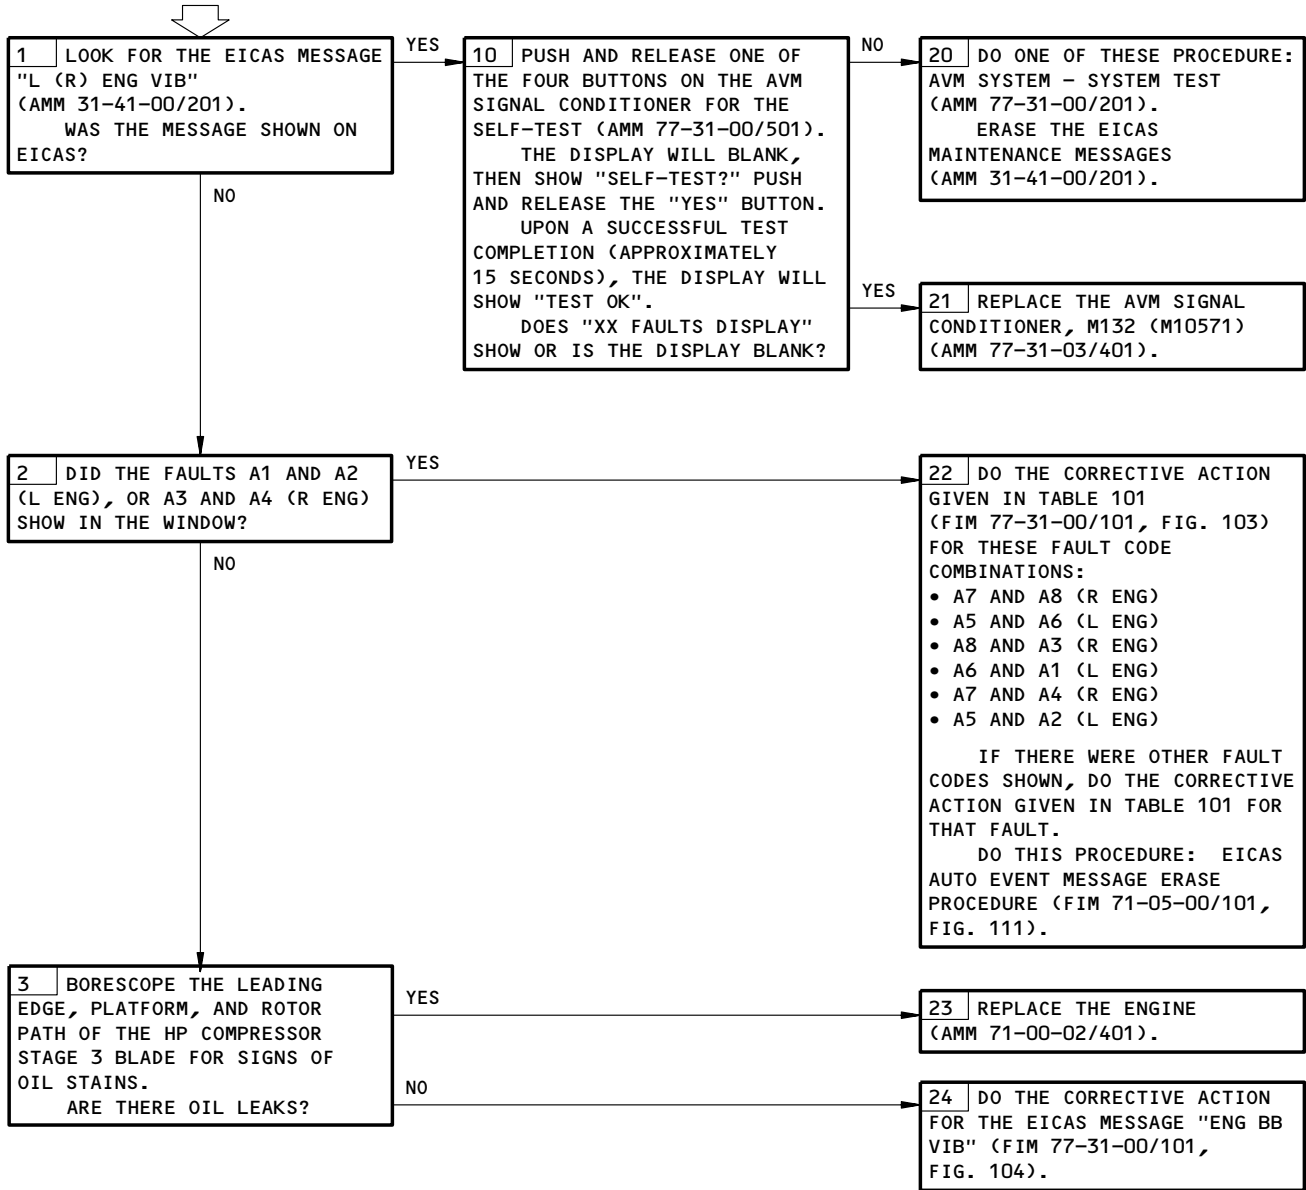 1 LOOK FOR THE EICAS MESSAGE
"L (R) ENG VIB"
(AMM 31-41-00/201).
WAS THE MESSAGE SHOWN ON
EICAS?
YES
NO
10 PUSH AND RELEASE ONE OF
THE FOUR BUTTONS ON THE AVM
SIGNAL CONDITIONER FOR THE
SELF-TEST (AMM 77-31-00/501).
THE DISPLAY WILL BLANK,
THEN SHOW "SELF-TEST?" PUSH
AND RELEASE THE "YES" BUTTON.
UPON A SUCCESSFUL TEST
COMPLETION (APPROXIMATELY
15 SECONDS), THE DISPLAY WILL
SHOW "TEST OK".
DOES "XX FAULTS DISPLAY"
SHOW OR IS THE DISPLAY BLANK?
NO
20 DO ONE OF THESE PROCEDURE:
AVM SYSTEM - SYSTEM TEST
(AMM 77-31-00/201).
ERASE THE EICAS
MAINTENANCE MESSAGES
(AMM 31-41-00/201).
YES
21 REPLACE THE AVM SIGNAL
CONDITIONER, M132 (M10571)
(AMM 77-31-03/401).
2 DID THE FAULTS A1 AND A2
(L ENG), OR A3 AND A4 (R ENG)
SHOW IN THE WINDOW?
YES
NO
22 DO THE CORRECTIVE ACTION
GIVEN IN TABLE 101
(FIM 77-31-00/101, FIG. 103)
FOR THESE FAULT CODE
COMBINATIONS:
• A7 AND A8 (R ENG)
• A5 AND A6 (L ENG)
• A8 AND A3 (R ENG)
• A6 AND A1 (L ENG)
• A7 AND A4 (R ENG)
• A5 AND A2 (L ENG)
IF THERE WERE OTHER FAULT
CODES SHOWN, DO THE CORRECTIVE
ACTION GIVEN IN TABLE 101 FOR
THAT FAULT.
DO THIS PROCEDURE: EICAS
AUTO EVENT MESSAGE ERASE
PROCEDURE (FIM 71-05-00/101,
FIG. 111).
3 BORESCOPE THE LEADING
EDGE, PLATFORM, AND ROTOR
PATH OF THE HP COMPRESSOR
STAGE 3 BLADE FOR SIGNS OF
OIL STAINS.
ARE THERE OIL LEAKS?
YES
23 REPLACE THE ENGINE
(AMM 71-00-02/401).
NO
24 DO THE CORRECTIVE ACTION
FOR THE EICAS MESSAGE "ENG BB
VIB" (FIM 77-31-00/101,
FIG. 104).